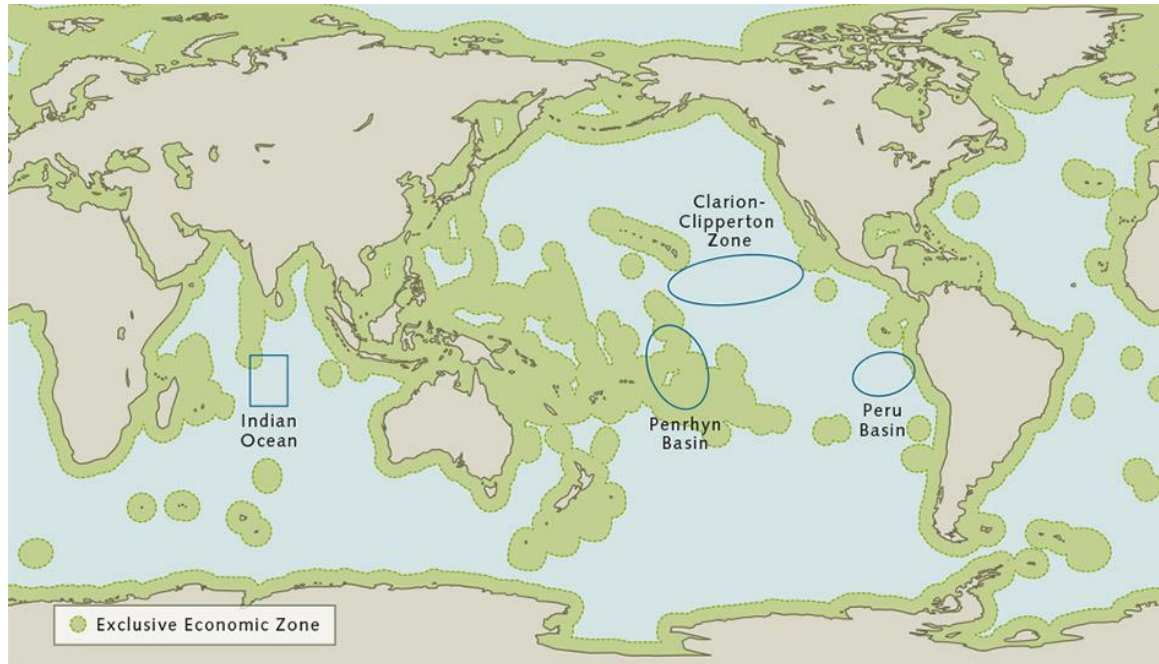 Clarion-
Clipperton
Zone
Indian
Ocean
Penrhyn
Basin
Peru
Basin
Exclusive Economic Zone